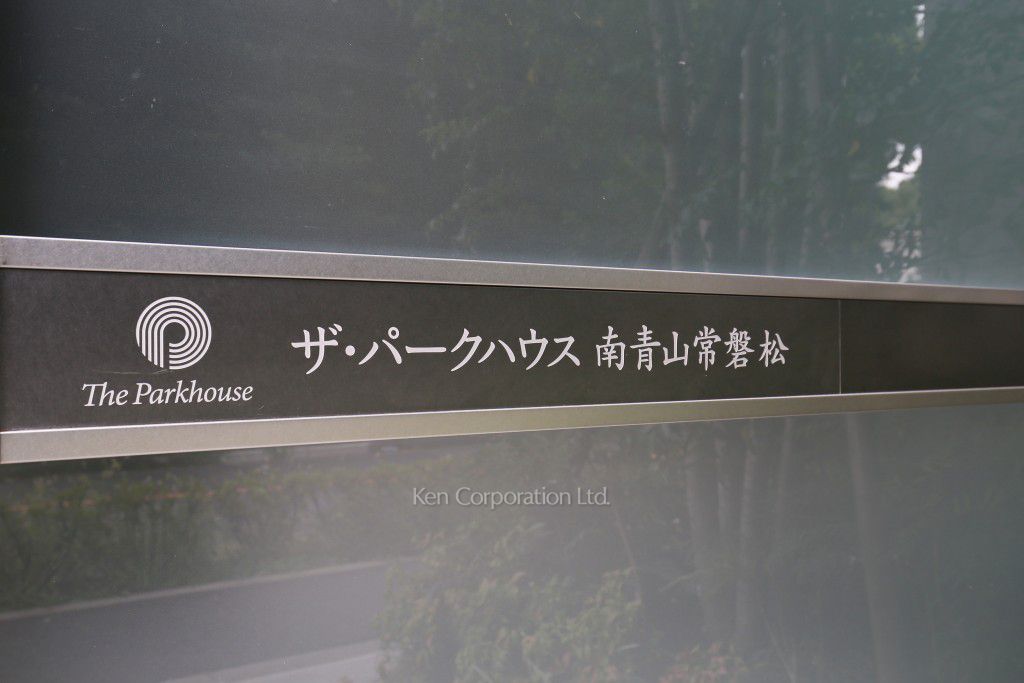 ザ・パークハウス 南青山常磐松
The Parkhouse
Ken Corporation Ltd.